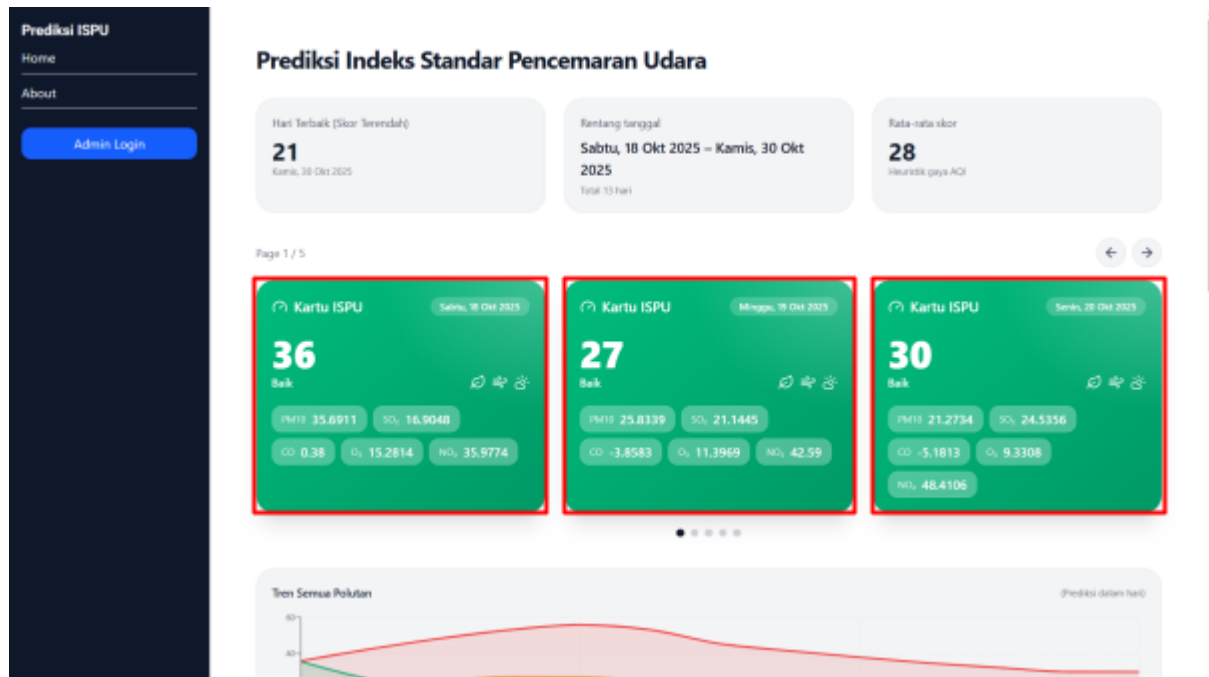 Prediksi ISPU
Home
About
Admin Login
Prediksi Indeks Standar Pencemaran Udara
Hari Terbaik (Skor Terendah)
21
Kamis, 30 Okt 2025
Rentang tanggal
Sabtu, 18 Okt 2025 – Kamis, 30 Okt
2025
Total 13 hari
Rata-rata skor
28
Heuristik gaya AQI
Page 1 / 5
Kartu ISPU
Sabtu, 18 Okt 2025
36
Baik
PM10 35.6911 SO₂ 16.9048
CO 0.38 O₃ 15.2814 NO₂ 35.9774
Kartu ISPU
Minggu, 19 Okt 2025
27
Baik
PM10 25.8339 SO₂ 21.1445
CO -3.8583 O₃ 11.3969 NO₂ 42.59
Kartu ISPU
Senin, 20 Okt 2025
30
Baik
PM10 21.2734 SO₂ 24.5356
CO -5.1813 O₃ 9.3308
NO₂ 48.4106
Tren Semua Polutan
(Prediksi dalam hari)
60
40